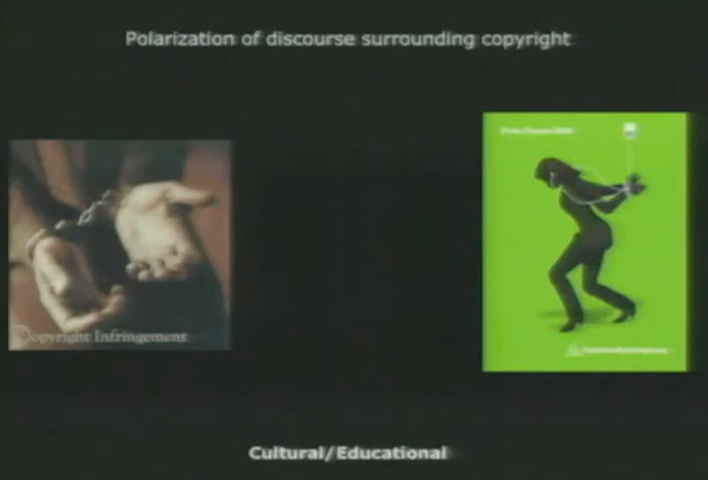 Polarization of discourse surrounding copyright
Copyright Infringement
Cultural/Educational